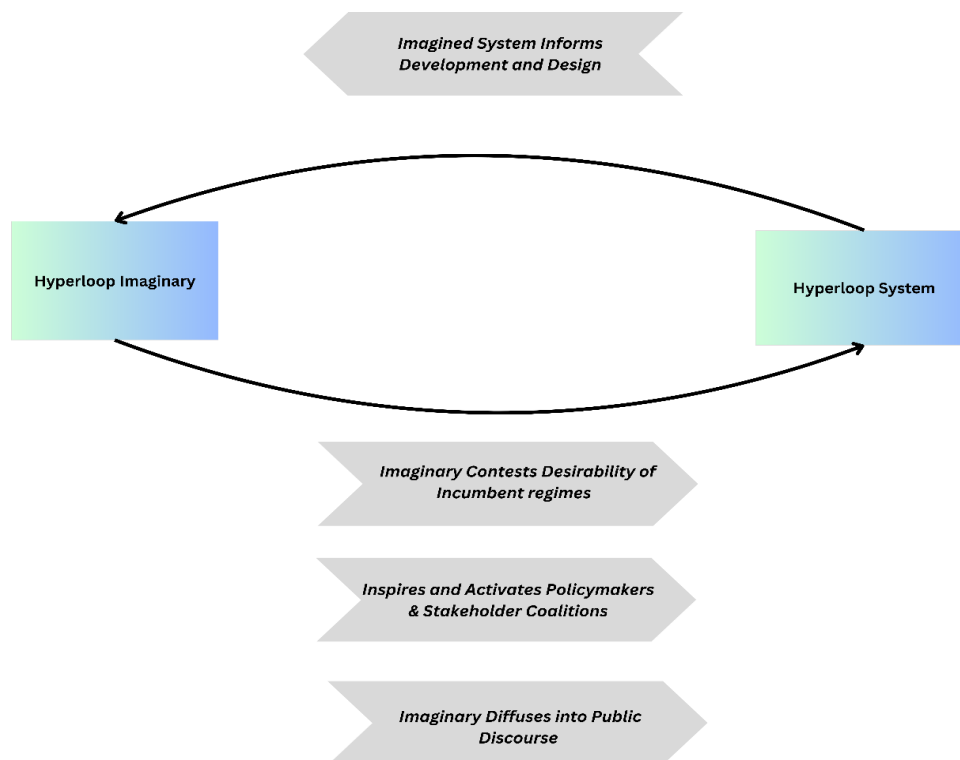 Imagined System Informs
Development and Design
Hyperloop Imaginary
Hyperloop System
Imaginary Contests Desirability of
Incumbent regimes
Inspires and Activates Policymakers
& Stakeholder Coalitions
Imaginary Diffuses into Public
Discourse